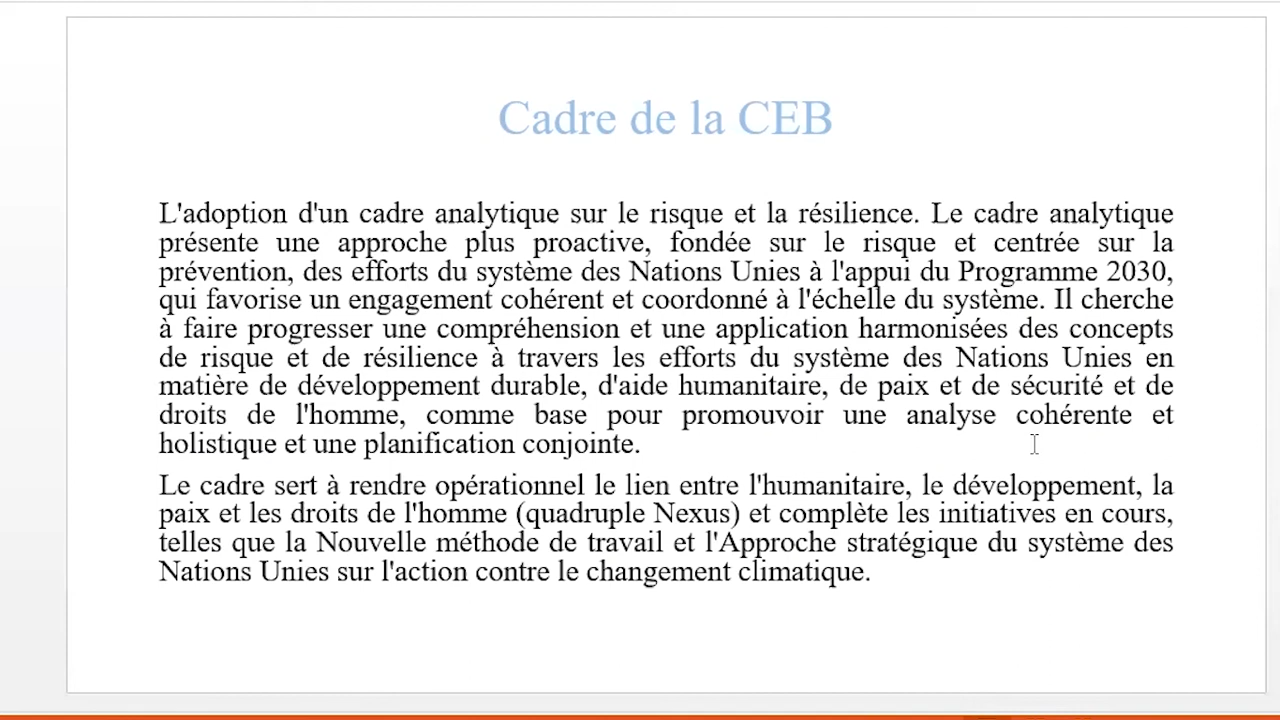 Cadre de la CEB
L'adoption d'un cadre analytique sur le risque et la résilience. Le cadre analytique
présente une approche plus proactive, fondée sur le risque et centrée sur la
prévention, des efforts du système des Nations Unies à l'appui du Programme 2030,
qui favorise un engagement cohérent et coordonné à l'échelle du système. Il cherche
à faire progresser une compréhension et une application harmonisées des concepts
de risque et de résilience à travers les efforts du système des Nations Unies en
matière de développement durable, d'aide humanitaire, de paix et de sécurité et de
droits de l'homme, comme base pour promouvoir une analyse cohérente et
holistique et une planification conjointe.
Le cadre sert à rendre opérationnel le lien entre l'humanitaire, le développement, la
paix et les droits de l'homme (quadruple Nexus) et complète les initiatives en cours,
telles que la Nouvelle méthode de travail et l'Approche stratégique du système des
Nations Unies sur l'action contre le changement climatique.